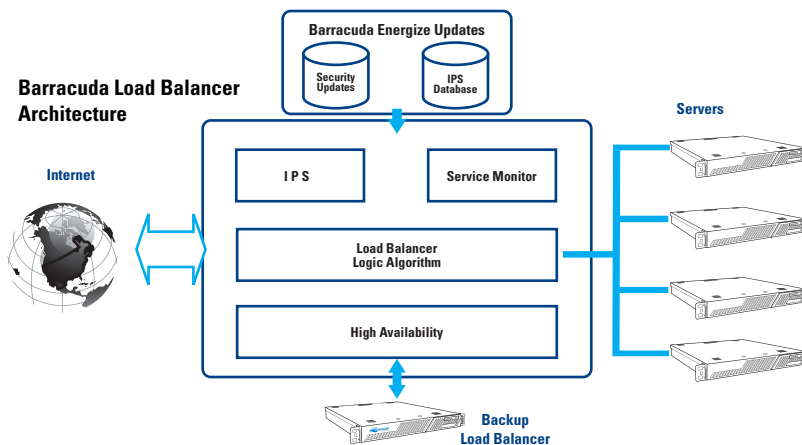 Barracuda Energize Updates
Security
Updates
IPS
Database
Barracuda Load Balancer
Architecture
Servers
Internet
I P S
Service Monitor
Load Balancer
Logic Algorithm
High Availability
Backup
Load Balancer